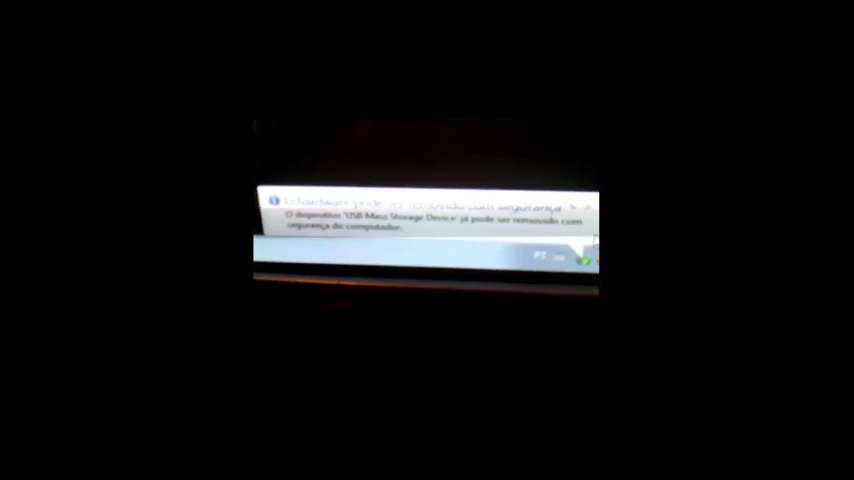 O hardware pode ser removido com segurança
O dispositivo 'USB Mass Storage Device' já pode ser removido com
segurança do computador.
PT